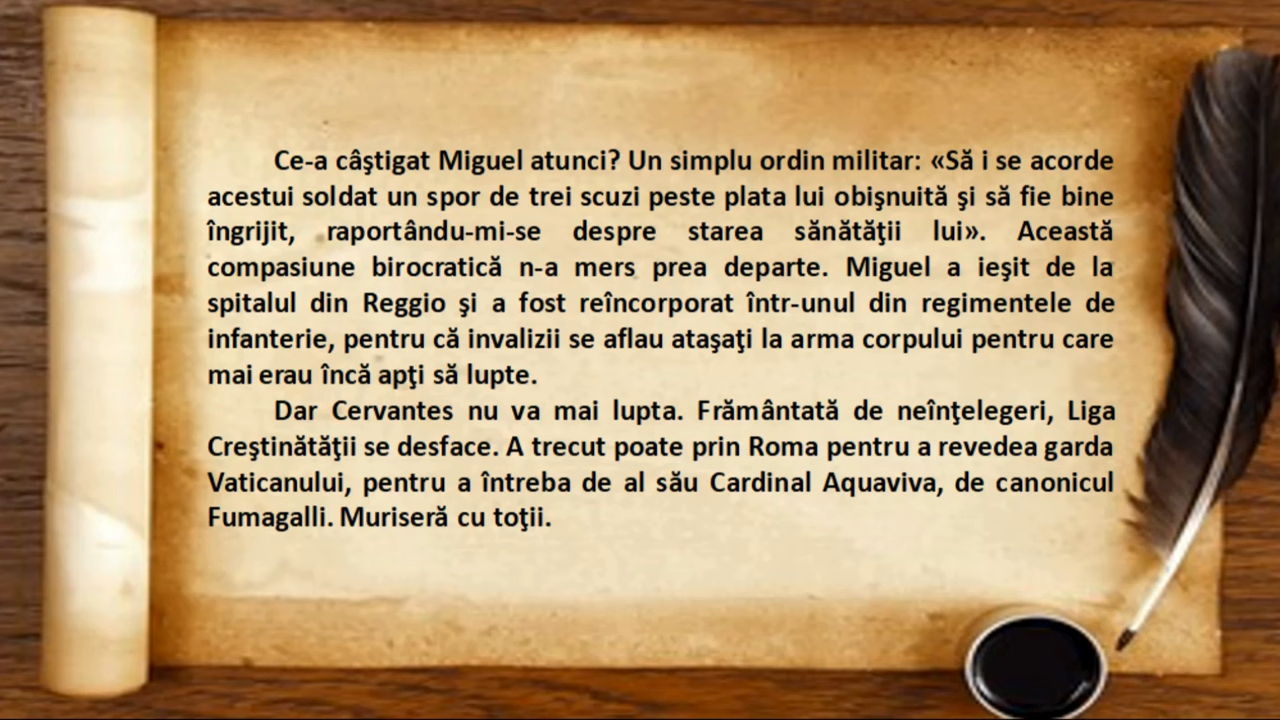 Ce-a câştigat Miguel atunci? Un simplu ordin militar: «Să i se acorde
acestui soldat un spor de trei scuzi peste plata lui obişnuită şi să fie bine
îngrijit, raportându-mi-se despre starea sănătăţii lui». Această
compasiune birocratică n-a mers prea departe. Miguel a ieşit de la
spitalul din Reggio şi a fost reîncorporat într-unul din regimentele de
infanterie, pentru că invalizii se aflau ataşaţi la arma corpului pentru care
mai erau încă apţi să lupte.
Dar Cervantes nu va mai lupta. Frământată de neînţelegeri, Liga
Creştinătăţii se desface. A trecut poate prin Roma pentru a revedea garda
Vaticanului, pentru a întreba de al său Cardinal Aquaviva, de canonicul
Fumagalli. Muriseră cu toţii.